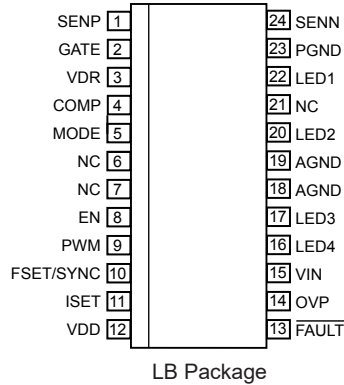 SENP 1
GATE 2
VDR 3
COMP 4
MODE 5
NC 6
NC 7
EN 8
PWM 9
FSET/SYNC 10
ISET 11
VDD 12
24 SENN
23 PGND
22 LED1
21 NC
20 LED2
19 AGND
18 AGND
17 LED3
16 LED4
15 VIN
14 OVP
13 FAULT
LB Package